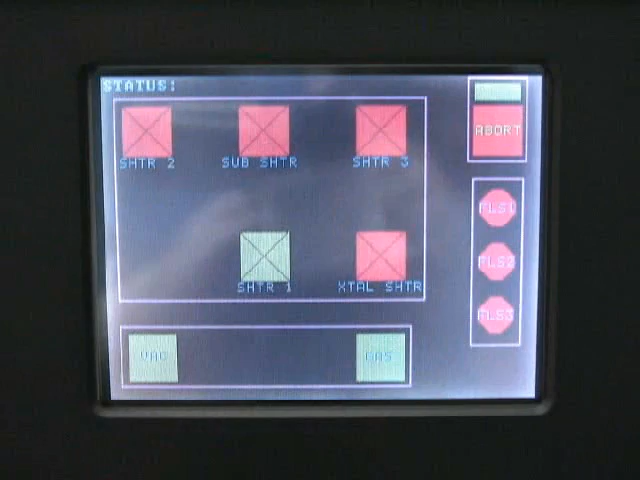 STATUS:
ABORT
SHTR 2 SUB SHTR SHTR 3
PLS1
PLS2
SHTR 1 XTAL SHTR
PLS3
VAC GAS